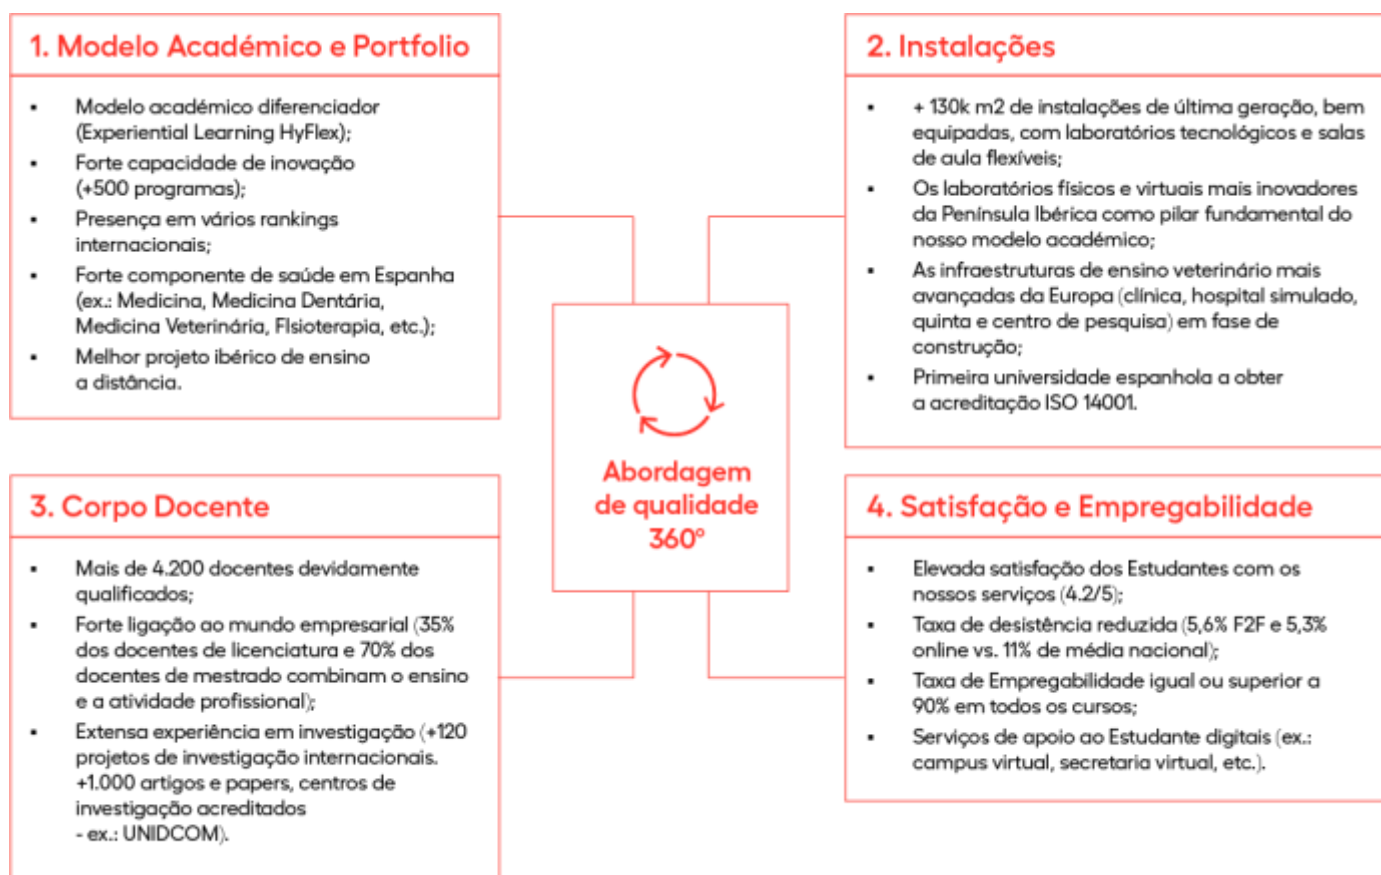 1. Modelo Académico e Portfolio
▪ Modelo académico diferenciador
(Experiential Learning HyFlex);
▪ Forte capacidade de inovação
(+500 programas);
▪ Presença em vários rankings
internacionais;
▪ Forte componente de saúde em Espanha
(ex.: Medicina, Medicina Dentária,
Medicina Veterinária, FIsioterapia, etc.);
▪ Melhor projeto ibérico de ensino
a distância.
2. Instalações
▪ + 130k m2 de instalações de última geração, bem
equipadas, com laboratórios tecnológicos e salas
de aula flexíveis;
▪ Os laboratórios físicos e virtuais mais inovadores
da Península Ibérica como pilar fundamental do
nosso modelo académico;
▪ As infraestruturas de ensino veterinário mais
avançadas da Europa (clínica, hospital simulado,
quinta e centro de pesquisa) em fase de
construção;
▪ Primeira universidade espanhola a obter
a acreditação ISO 14001.
Abordagem
de qualidade
360º
3. Corpo Docente
▪ Mais de 4.200 docentes devidamente
qualificados;
▪ Forte ligação ao mundo empresarial (35%
dos docentes de licenciatura e 70% dos
docentes de mestrado combinam o ensino
e a atividade profissional);
▪ Extensa experiência em investigação (+120
projetos de investigação internacionais.
+1.000 artigos e papers, centros de
investigação acreditados
- ex.: UNIDCOM).
4. Satisfação e Empregabilidade
▪ Elevada satisfação dos Estudantes com os
nossos serviços (4.2/5);
▪ Taxa de desistência reduzida (5,6% F2F e 5,3%
online vs. 11% de média nacional);
▪ Taxa de Empregabilidade igual ou superior a
90% em todos os cursos;
▪ Serviços de apoio ao Estudante digitais (ex.:
campus virtual, secretaria virtual, etc.).